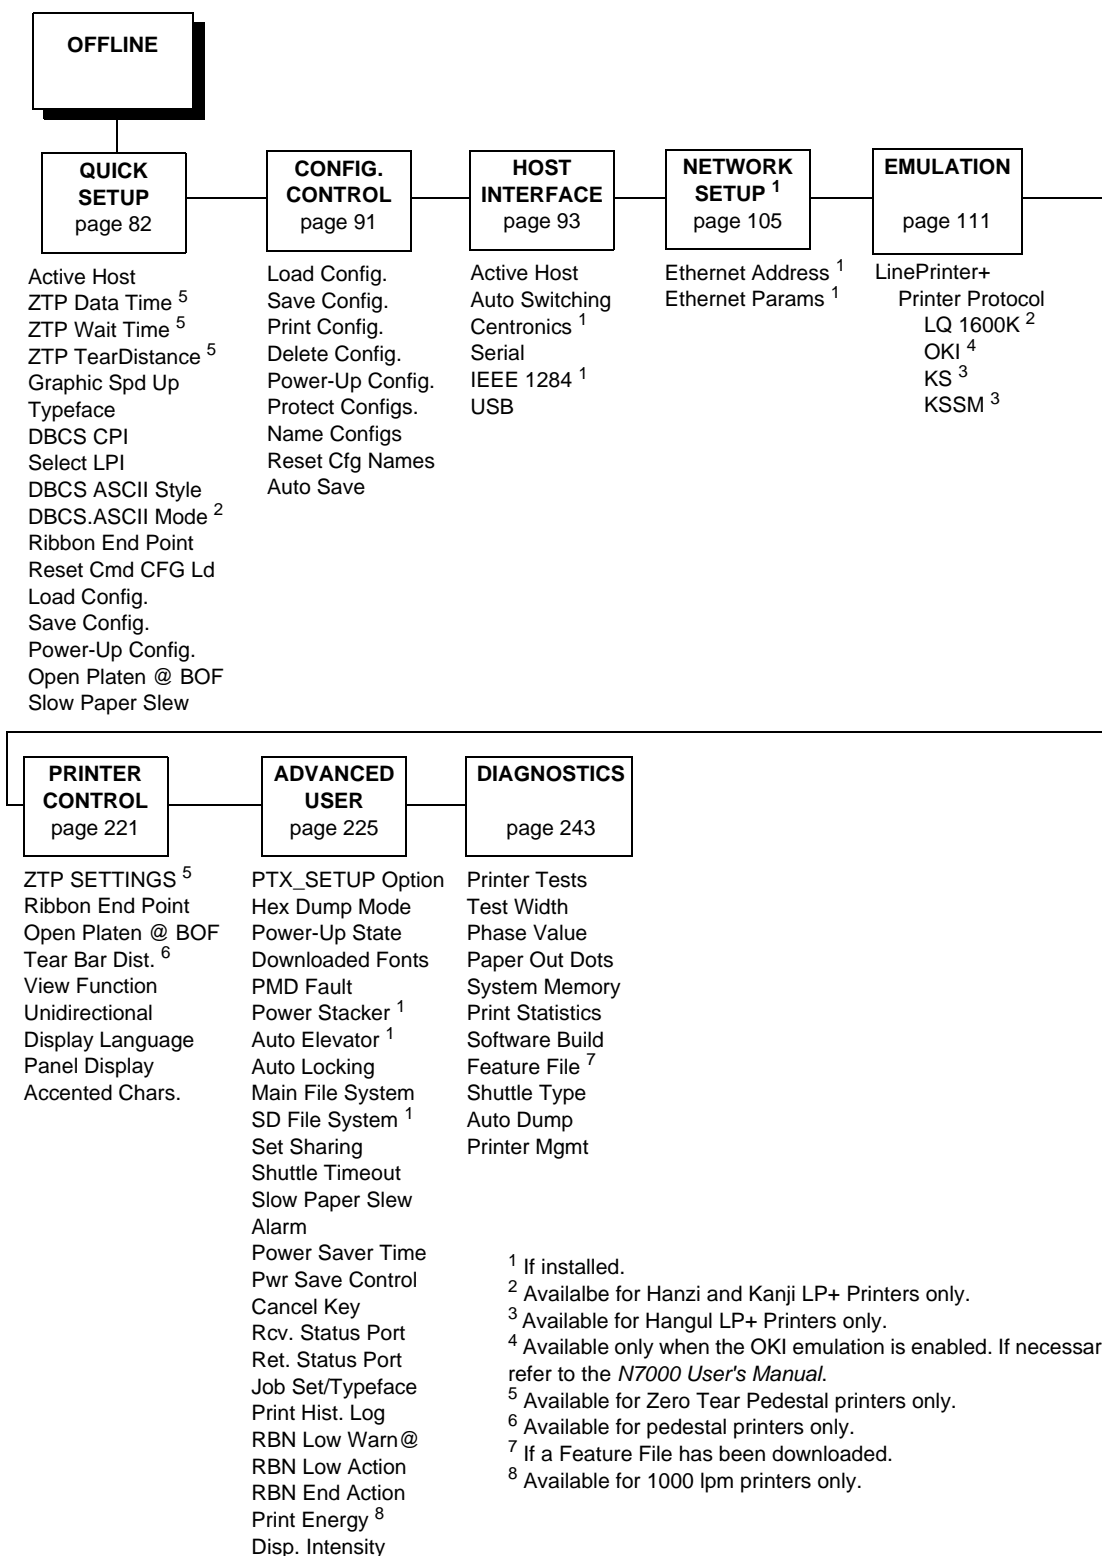 OFFLINE
QUICK
SETUP
page 82
Active Host
ZTP Data Time 5
ZTP Wait Time 5
ZTP TearDistance 5
Graphic Spd Up
Typeface
DBCS CPI
Select LPI
DBCS ASCII Style
DBCS.ASCII Mode 2
Ribbon End Point
Reset Cmd CFG Ld
Load Config.
Save Config.
Power-Up Config.
Open Platen @ BOF
Slow Paper Slew
CONFIG.
CONTROL
page 91
Load Config.
Save Config.
Print Config.
Delete Config.
Power-Up Config.
Protect Configs.
Name Configs
Reset Cfg Names
Auto Save
HOST
INTERFACE
page 93
Active Host
Auto Switching
Centronics 1
Serial
IEEE 1284 1
USB
NETWORK
SETUP 1
page 105
Ethernet Address 1
Ethernet Params 1
EMULATION
page 111
LinePrinter+
Printer Protocol
LQ 1600K 2
OKI 4
KS 3
KSSM 3
PRINTER
CONTROL
page 221
ZTP SETTINGS 5
Ribbon End Point
Open Platen @ BOF
Tear Bar Dist. 6
View Function
Unidirectional
Display Language
Panel Display
Accented Chars.
ADVANCED
USER
page 225
PTX_SETUP Option
Hex Dump Mode
Power-Up State
Downloaded Fonts
PMD Fault
Power Stacker 1
Auto Elevator 1
Auto Locking
Main File System
SD File System 1
Set Sharing
Shuttle Timeout
Slow Paper Slew
Alarm
Power Saver Time
Pwr Save Control
Cancel Key
Rcv. Status Port
Ret. Status Port
Job Set/Typeface
Print Hist. Log
RBN Low Warn@
RBN Low Action
RBN End Action
Print Energy 8
Disp. Intensity
DIAGNOSTICS
page 243
Printer Tests
Test Width
Phase Value
Paper Out Dots
System Memory
Print Statistics
Software Build
Feature File 7
Shuttle Type
Auto Dump
Printer Mgmt
1 If installed.
2 Availalbe for Hanzi and Kanji LP+ Printers only.
3 Available for Hangul LP+ Printers only.
4 Available only when the OKI emulation is enabled. If necessar
refer to the N7000 User's Manual.
5 Available for Zero Tear Pedestal printers only.
6 Available for pedestal printers only.
7 If a Feature File has been downloaded.
8 Available for 1000 lpm printers only.